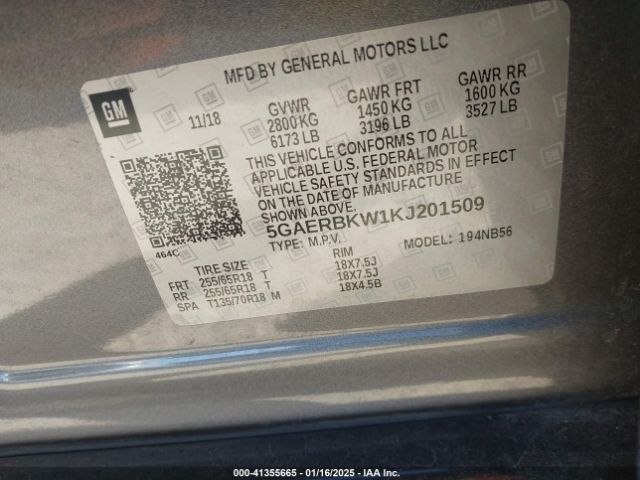 MFD BY GENERAL MOTORS LLC
GM
11/18 GVWR GAWR FRT GAWR RR
2800KG 1450 KG 1600 KG
6173 LB 3196 LB 3527 LB
THIS VEHICLE CONFORMS TO ALL
APPLICABLE U.S. FEDERAL MOTOR
VEHICLE SAFETY STANDARDS IN EFFECT
ON THE DATE OF MANUFACTURE
SHOWN ABOVE.
5GAERBKW1KJ201509
TYPE: M.P.V. MODEL: 194NB56
464C
TIRE SIZE RIM
FRT 255/65R18 T 18X7.5J
RR 255/65R18 T 18X7.5J
SPA T135/70R18 M 18X4.5B
000-41355665 - 01/16/2025 - IAA Inc.